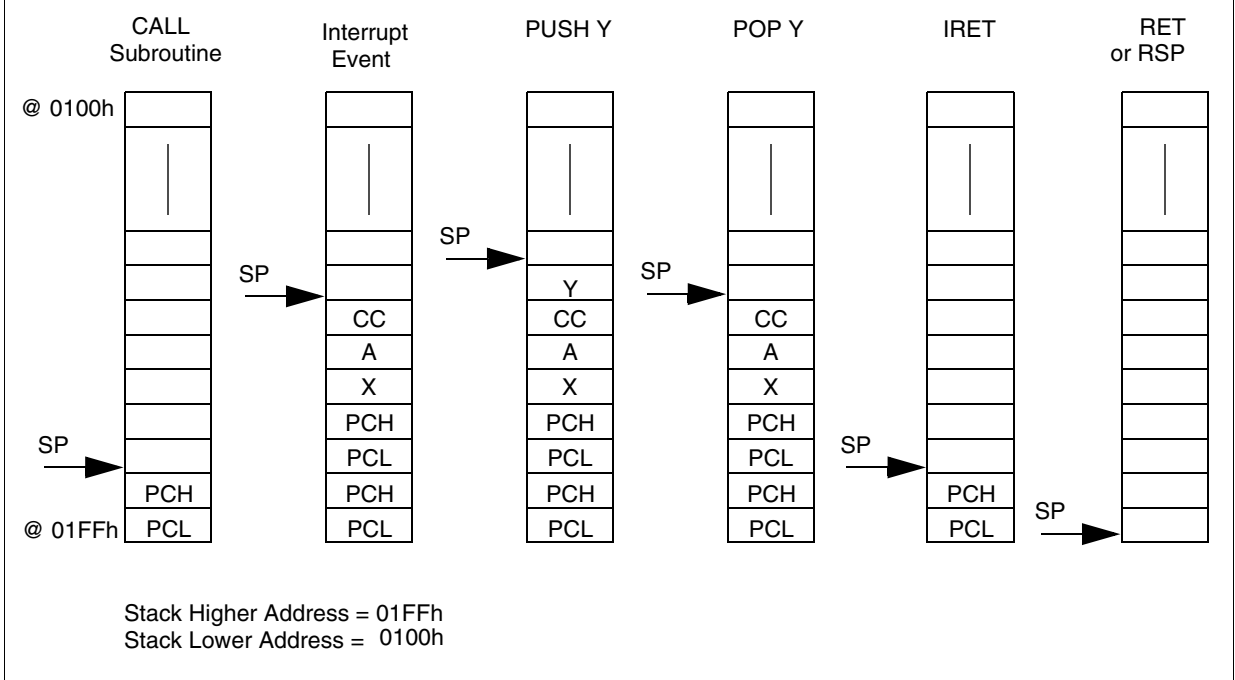 CALL
Subroutine
Interrupt
Event
PUSH Y
POP Y
IRET
RET
or RSP
@ 0100h
SP
SP
SP
Y
CC
CC
CC
A
A
A
X
X
X
PCH
PCH
PCH
SP
PCL
PCL
PCL
SP
PCH
PCH
PCH
PCH
PCH
SP
@ 01FFh
PCL
PCL
PCL
PCL
PCL
Stack Higher Address = 01FFh
Stack Lower Address = 0100h